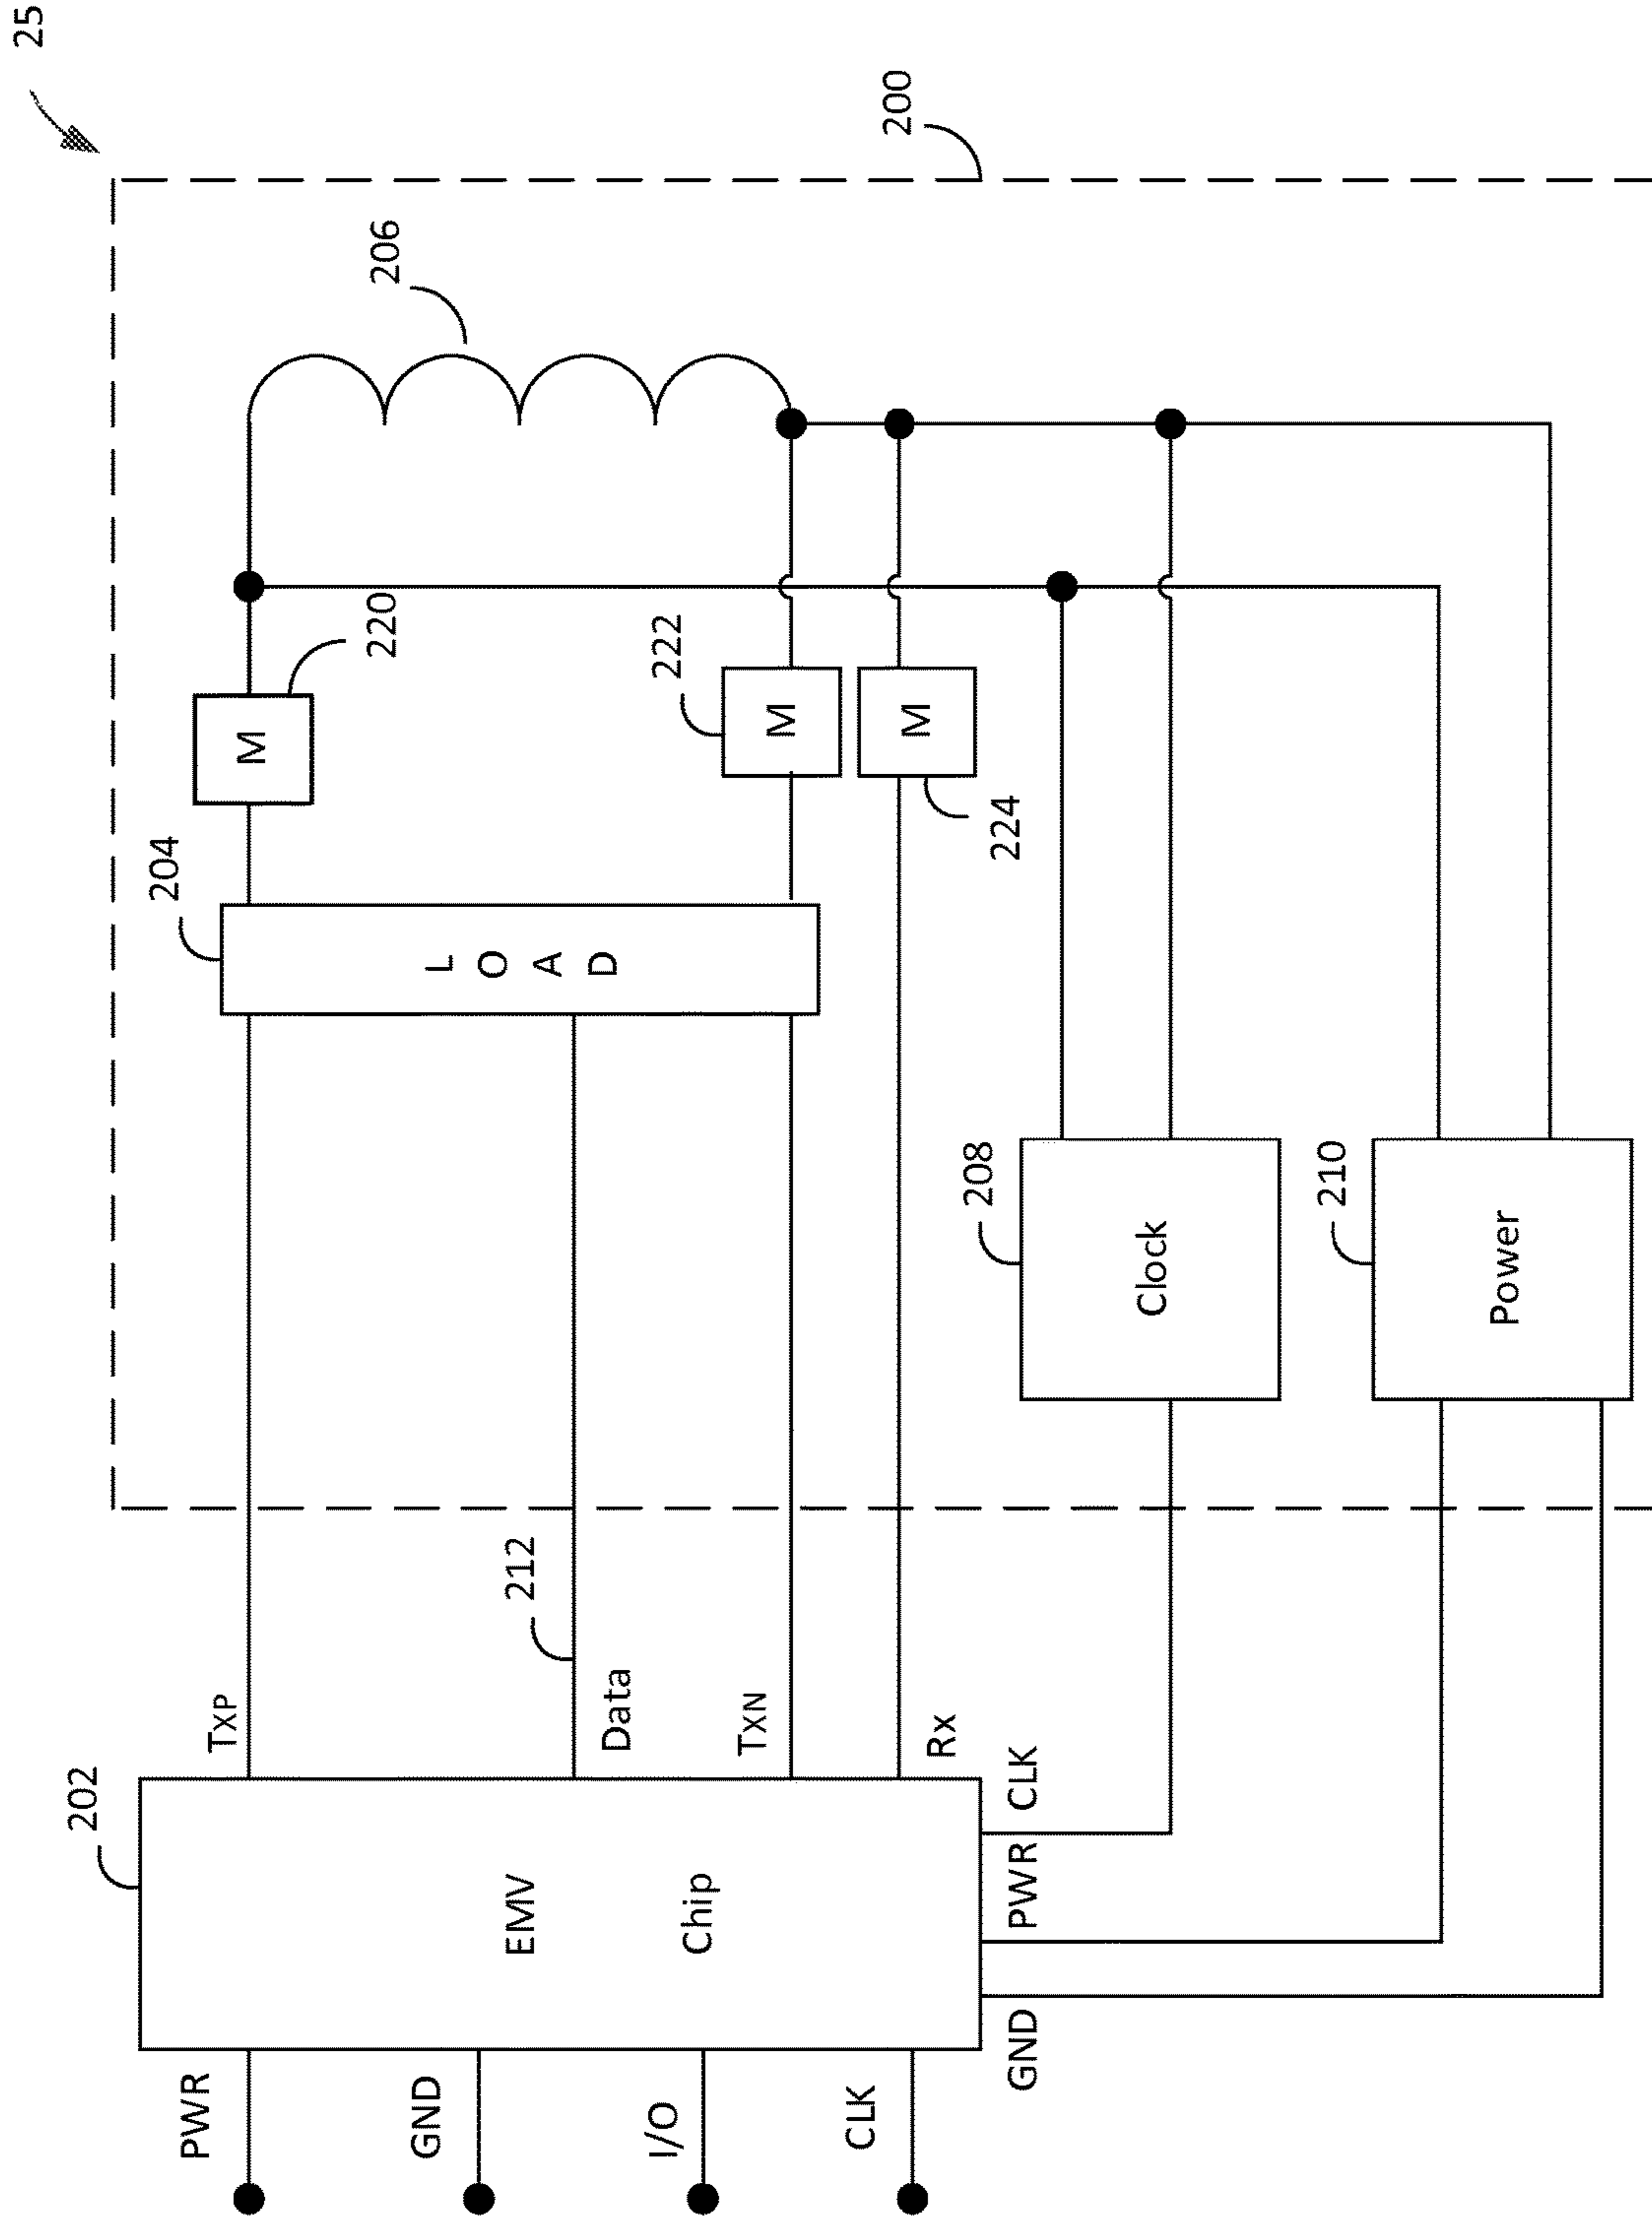 25
200
202
204
206
220
TxP
PWR
M
EMV
Chip
212
Data
LOAD
GND
222
M
TxN
I/O
M
224
Rx
CLK
CLK
PWR
GND
208
Clock
210
Power